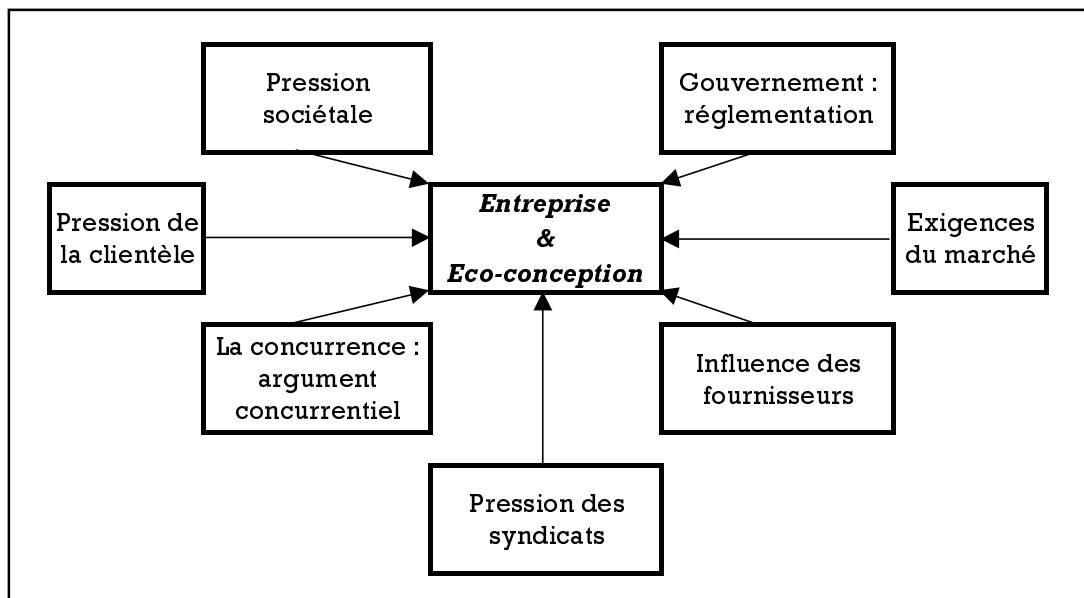 Pression
sociétale
Gouvernement :
réglementation
Pression de
la clientèle
Entreprise
&
Eco-conception
Exigences
du marché
La concurrence :
argument
concurrentiel
Influence des
fournisseurs
Pression des
syndicats